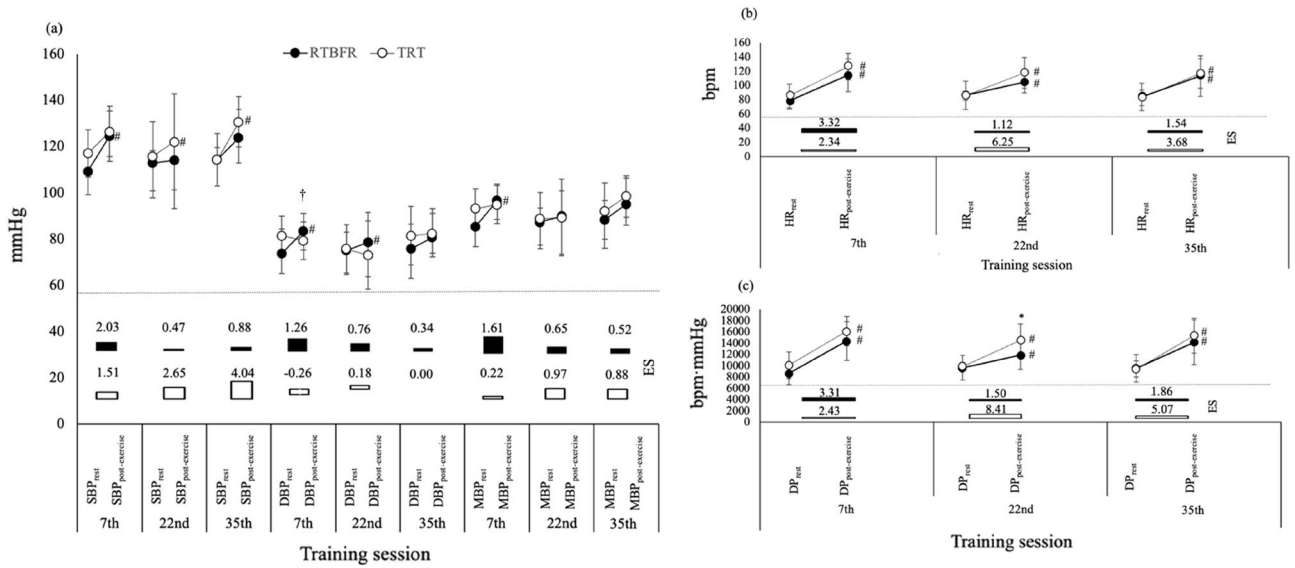 (a)
RTBFR TRT
mmHg
160
140
120
100
80
60
40
20
0
# # # † # # #
2.03 0.47 0.88 1.26 0.76 0.34 1.61 0.65 0.52
1.51 2.65 4.04 -0.26 0.18 0.00 0.22 0.97 0.88
ES
SBPrest
SBPpost-exercise
SBPrest
SBPpost-exercise
SBPrest
SBPpost-exercise
DBPrest
DBPpost-exercise
DBPrest
DBPpost-exercise
DBPrest
DBPpost-exercise
MBPrest
MBPpost-exercise
MBPrest
MBPpost-exercise
MBPrest
MBPpost-exercise
7th 22nd 35th 7th 22nd 35th 7th 22nd 35th
Training session
(b)
bpm
160
140
120
100
80
60
40
20
0
# # #
# # #
3.32 1.12 1.54
2.34 6.25 3.68
ES
HRrest
HRpost-exercise
HRrest
HRpost-exercise
HRrest
HRpost-exercise
7th 22nd 35th
Training session
(c)
bpm·mmHg
20000
18000
16000
14000
12000
10000
8000
6000
4000
2000
0
*
# # #
# # #
3.31 1.50 1.86
2.43 8.41 5.07
ES
DPrest
DPpost-exercise
DPrest
DPpost-exercise
DPrest
DPpost-exercise
7th 22nd 35th
Training session